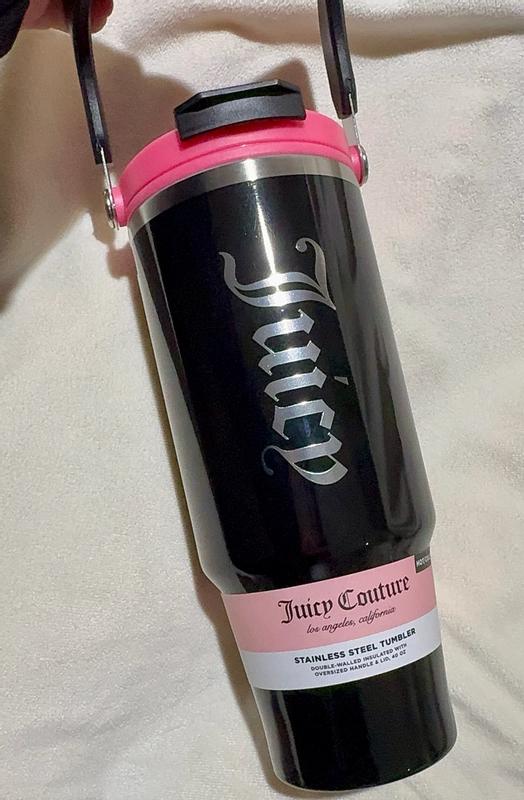 Juicy
Juicy Couture
los angeles, california
STAINLESS STEEL TUMBLER
DOUBLE-WALLED INSULATED WITH
OVERSIZED HANDLE & LID, 40 OZ